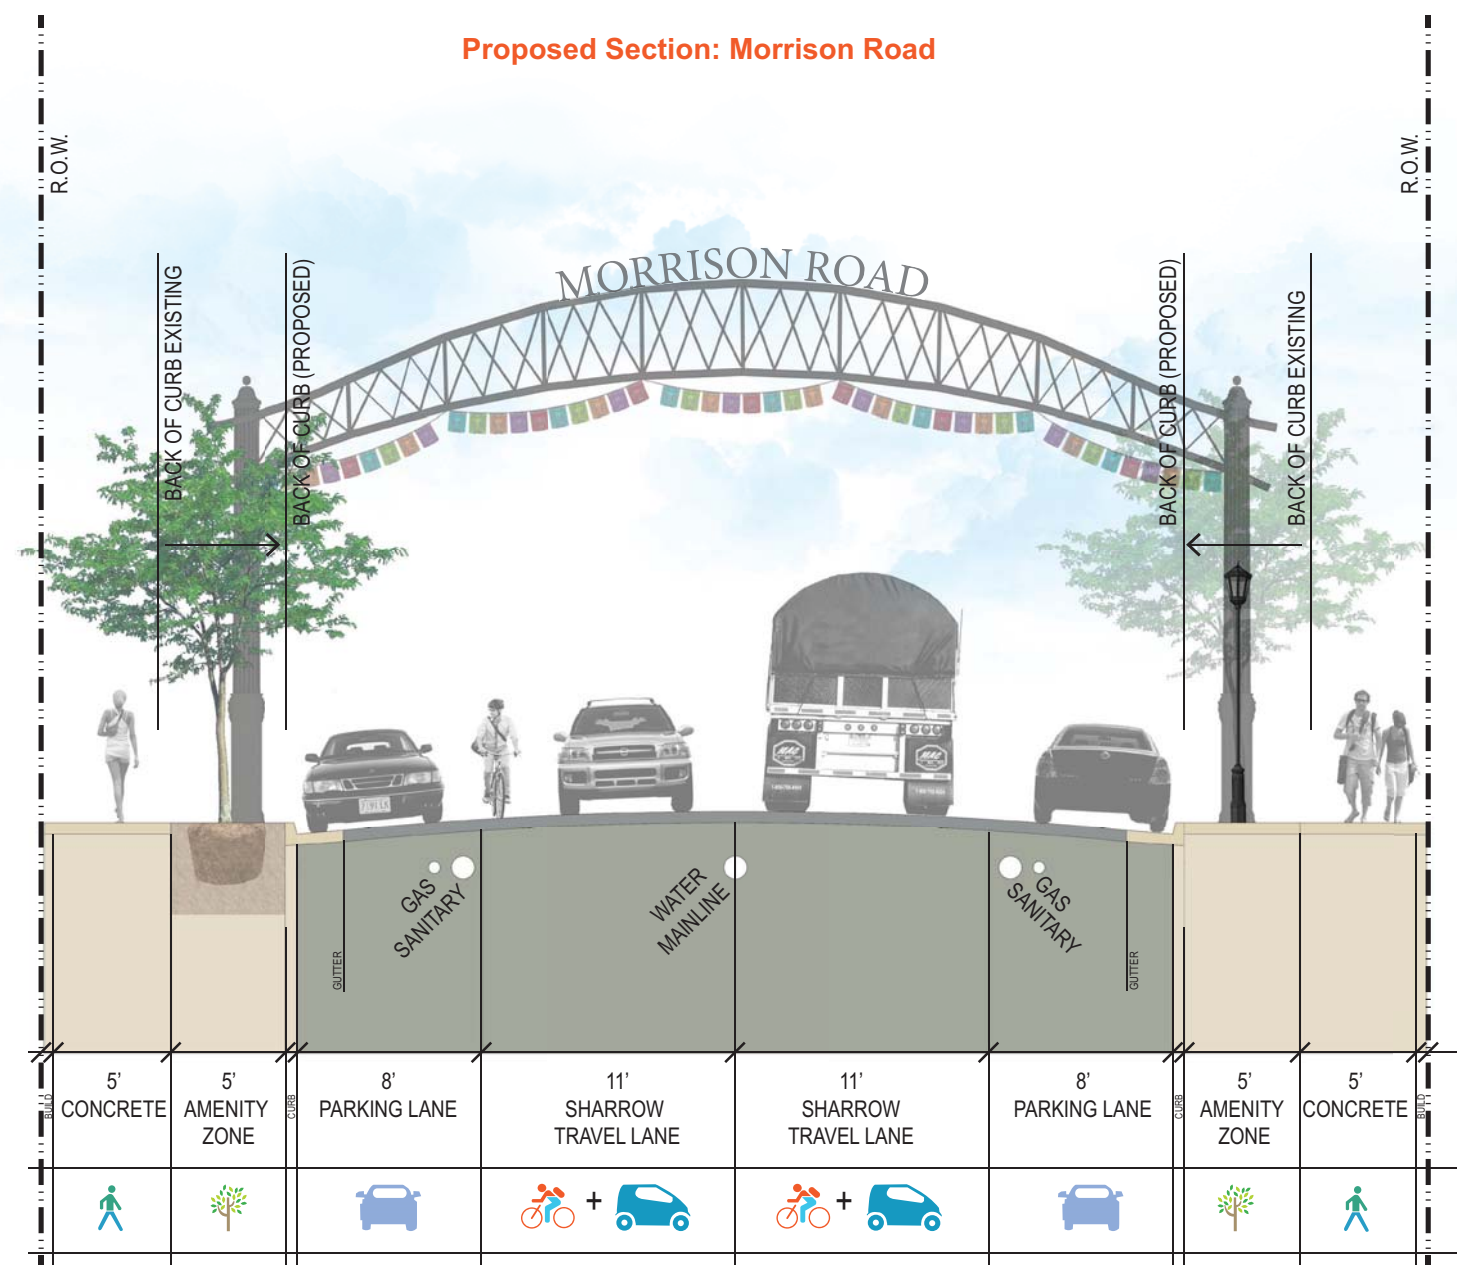 Proposed Section: Morrison Road
R.O.W.
R.O.W.
MORRISON ROAD
BACK OF CURB EXISTING
BACK OF CURB (PROPOSED)
BACK OF CURB (PROPOSED)
BACK OF CURB EXISTING
GAS
SANITARY
WATER
MAINLINE
GAS
SANITARY
GUTTER
GUTTER
BUILD
5’
CONCRETE
5’
AMENITY
ZONE
CURB
8’
PARKING LANE
11’
SHARROW
TRAVEL LANE
11’
SHARROW
TRAVEL LANE
8’
PARKING LANE
CURB
5’
AMENITY
ZONE
5’
CONCRETE
BUILD
+
+